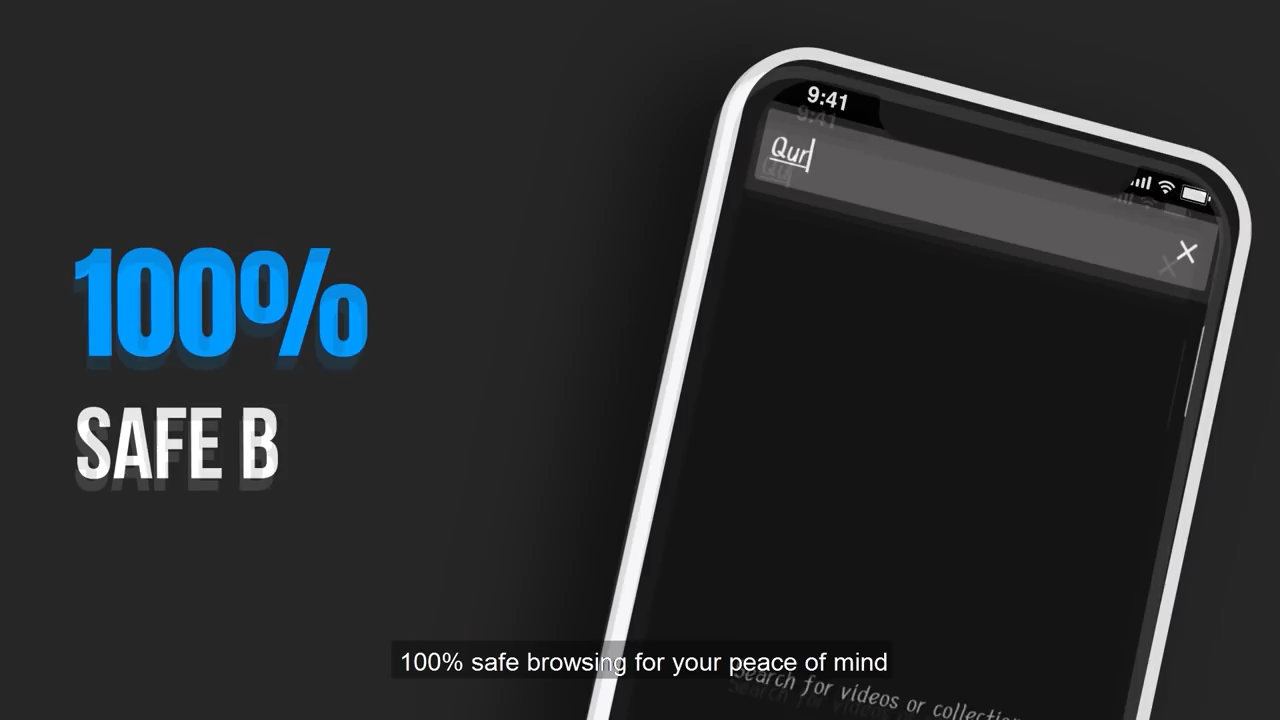 9:41
Qur
100%
SAFE B
100% safe browsing for your peace of mind
Search for videos or collection